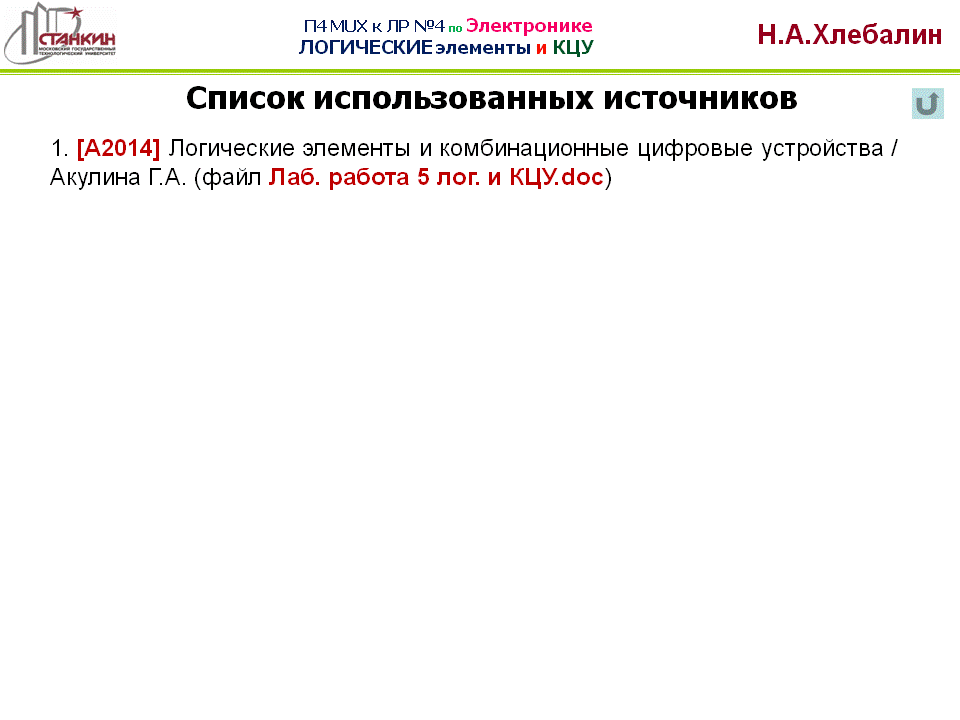 СТАНКИН
МОСКОВСКИЙ ГОСУДАРСТВЕННЫЙ
ТЕХНОЛОГИЧЕСКИЙ УНИВЕРСИТЕТ
П4 MUX к ЛР №4 по Электронике
ЛОГИЧЕСКИЕ элементы и КЦУ
Н.А.Хлебалин
Список использованных источников
1. [А2014] Логические элементы и комбинационные цифровые устройства /
Акулина Г.А. (файл Лаб. работа 5 лог. и КЦУ.doc)